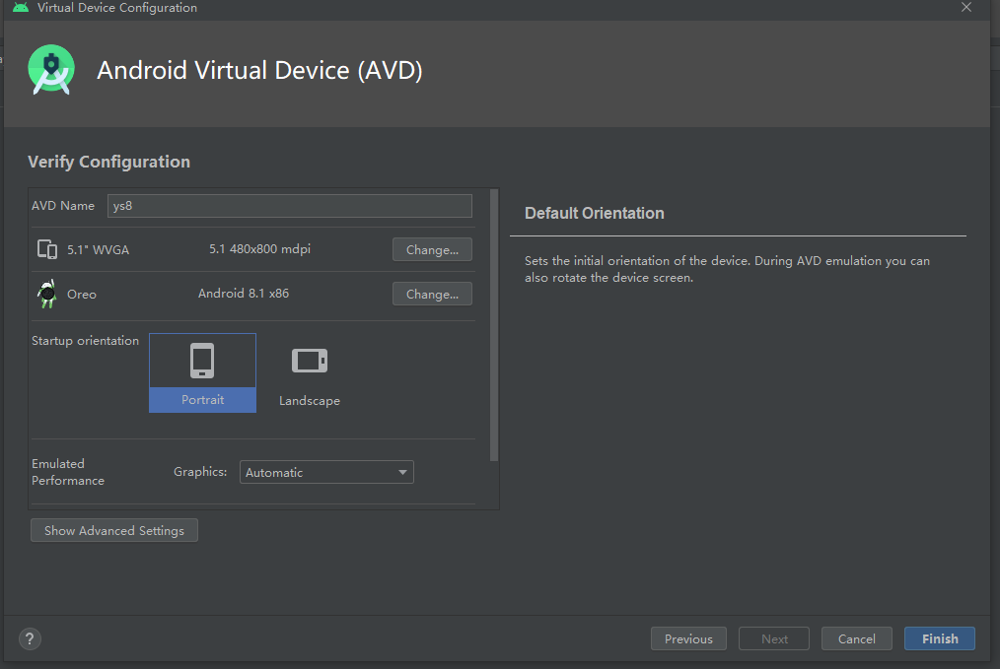 Virtual Device Configuration
Android Virtual Device (AVD)
Verify Configuration
AVD Name ys8
5.1" WVGA 5.1 480x800 mdpi Change...
Oreo Android 8.1 x86 Change...
Startup orientation
Portrait
Landscape
Emulated
Performance
Graphics: Automatic
Show Advanced Settings
Default Orientation
Sets the initial orientation of the device. During AVD emulation you can
also rotate the device screen.
?
Previous Next Cancel Finish